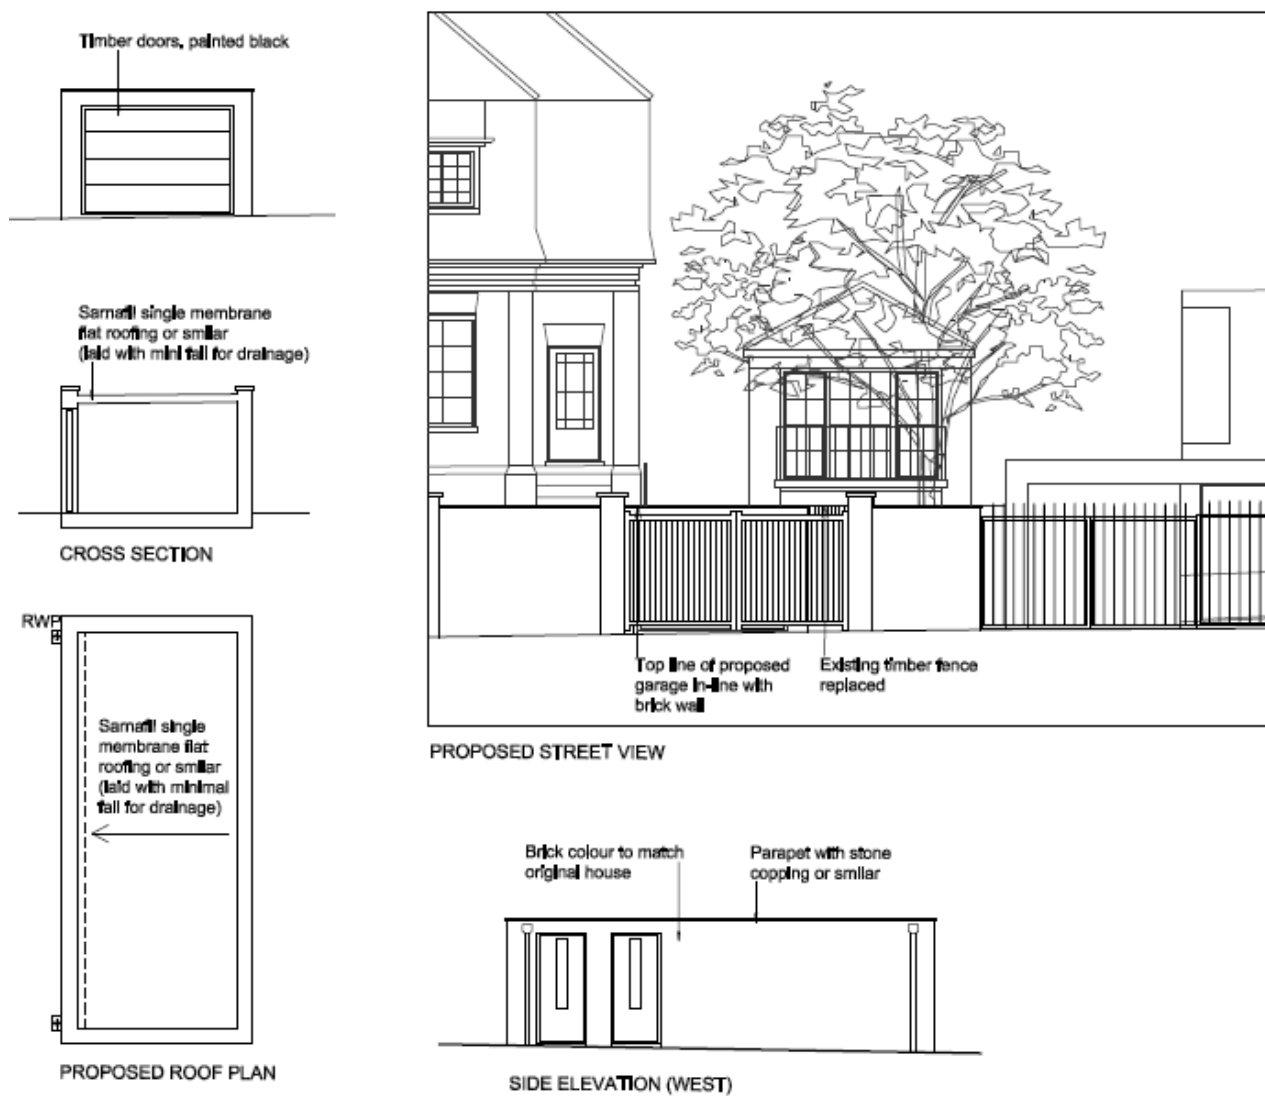 Timber doors, painted black
Sarnafil single membrane
flat roofing or smilar
(laid with mini fall for drainage)
CROSS SECTION
RWP
Sarnafil single
membrane flat
roofing or smilar
(laid with minimal
fall for drainage)
PROPOSED ROOF PLAN
Top line of proposed
garage in-line with
brick wall
Existing timber fence
replaced
PROPOSED STREET VIEW
Brick colour to match
original house
Parapet with stone
copping or smilar
SIDE ELEVATION (WEST)